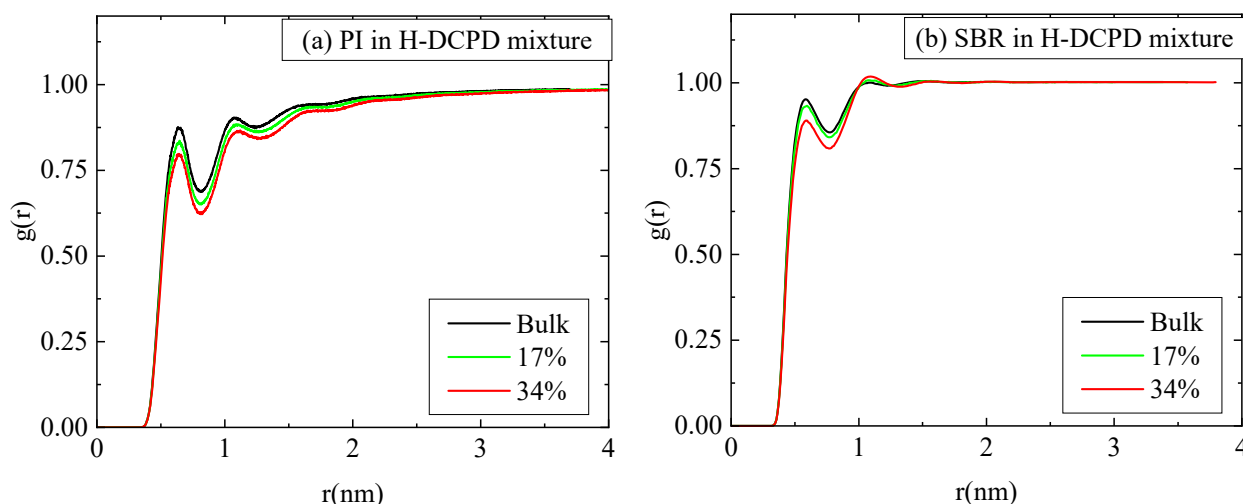 (a) PI in H-DCPD mixture
1.00
0.75
0.50
0.25
0.00
g(r)
Bulk
17%
34%
0 1 2 3 4
r(nm)
(b) SBR in H-DCPD mixture
1.00
0.75
0.50
0.25
0.00
g(r)
Bulk
17%
34%
0 1 2 3 4
r(nm)